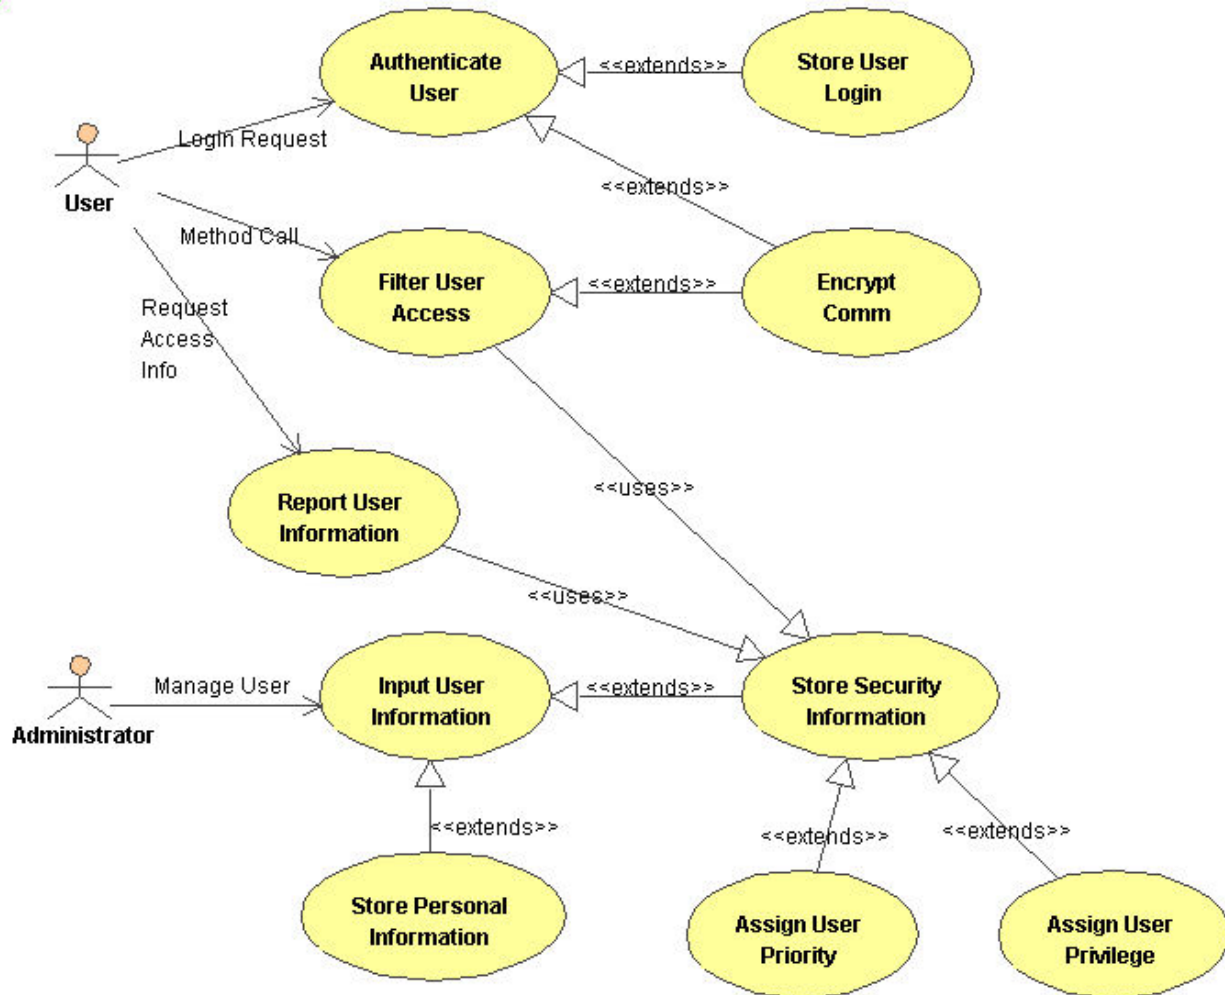 Authenticate
User
<<extends>>
Store User
Login
Login Request
User
<<extends>>
Method Call
Filter User
Access
<<extends>>
Encrypt
Comm
Request
Access
Info
<<uses>>
Report User
Information
<<uses>>
Manage User
Administrator
Input User
Information
<<extends>>
Store Security
Information
<<extends>>
<<extends>>
<<extends>>
Store Personal
Information
Assign User
Priority
Assign User
Privilege